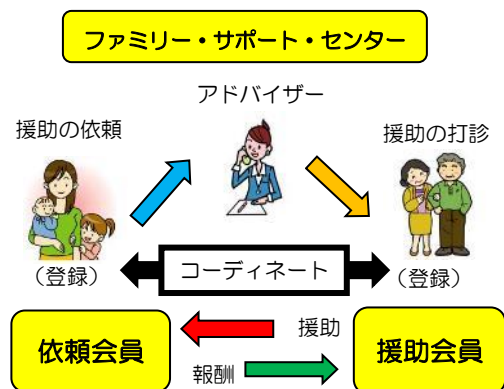 ファミリー・サポート・センター
アドバイザー
援助の依頼
援助の打診
コーディネート
（登録）
（登録）
依頼会員
援助
報酬
援助会員